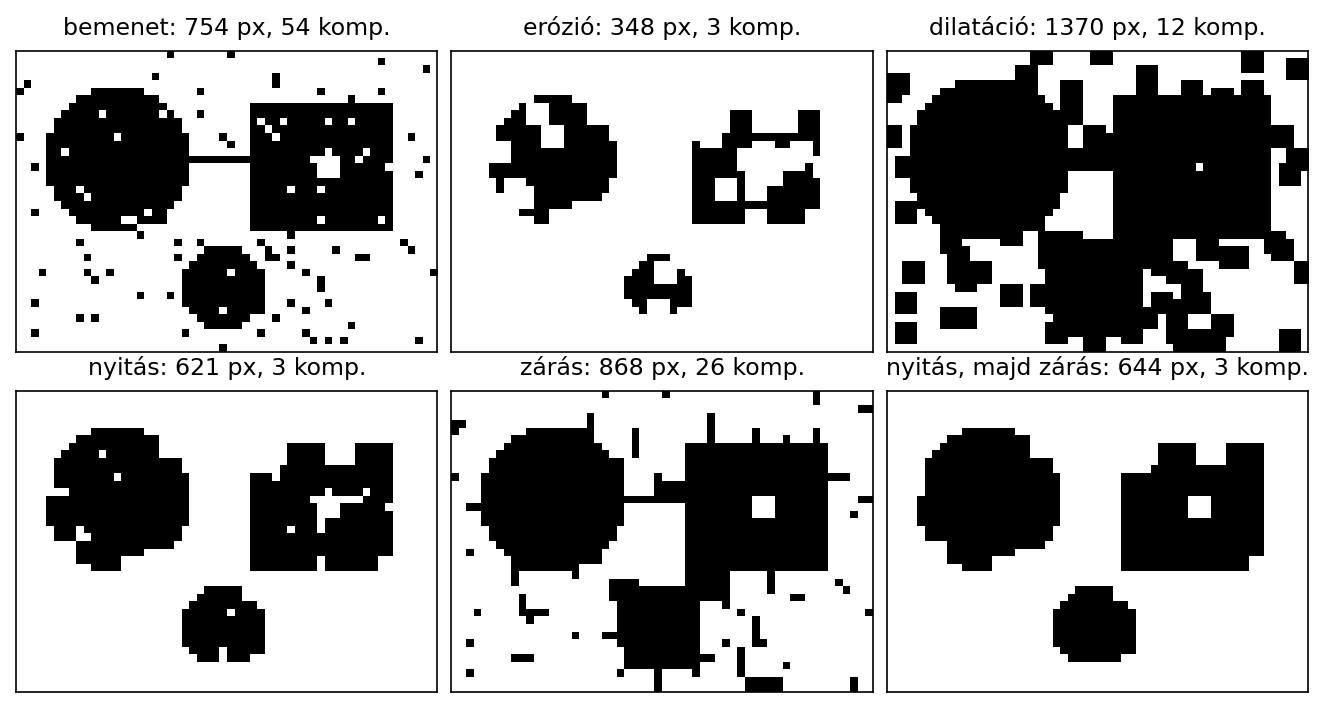 bemenet: 754 px, 54 komp.
erózió: 348 px, 3 komp.
dilatáció: 1370 px, 12 komp.
nyitás: 621 px, 3 komp.
zárás: 868 px, 26 komp.
nyitás, majd zárás: 644 px, 3 komp.